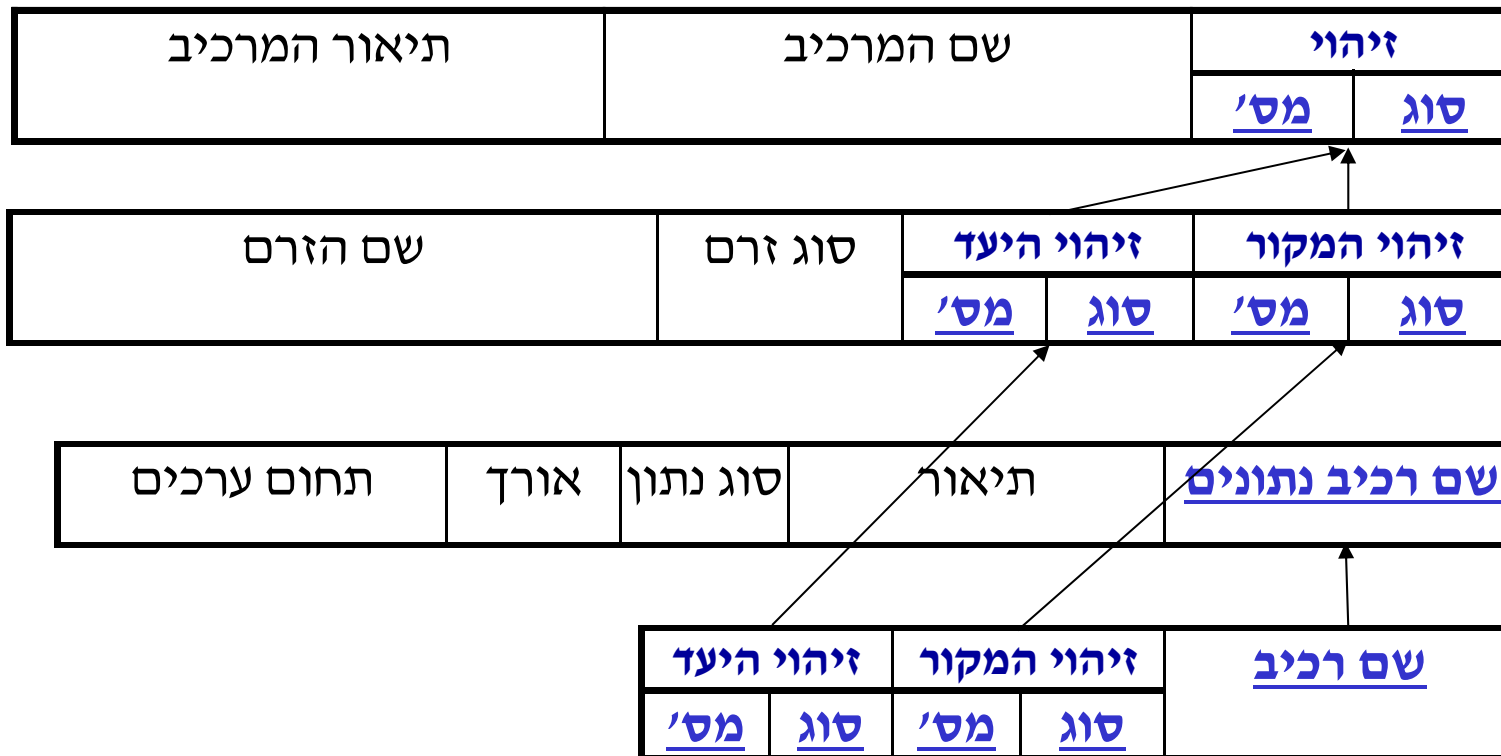 זיהוי שם המרכיב תיאור המרכיב
סוג מס׳
זיהוי המקור זיהוי היעד סוג זרם שם הזרם
סוג מס׳ סוג מס׳
שם רכיב נתונים תיאור סוג נתון אורך תחום ערכים
שם רכיב זיהוי המקור זיהוי היעד
סוג מס׳ סוג מס׳